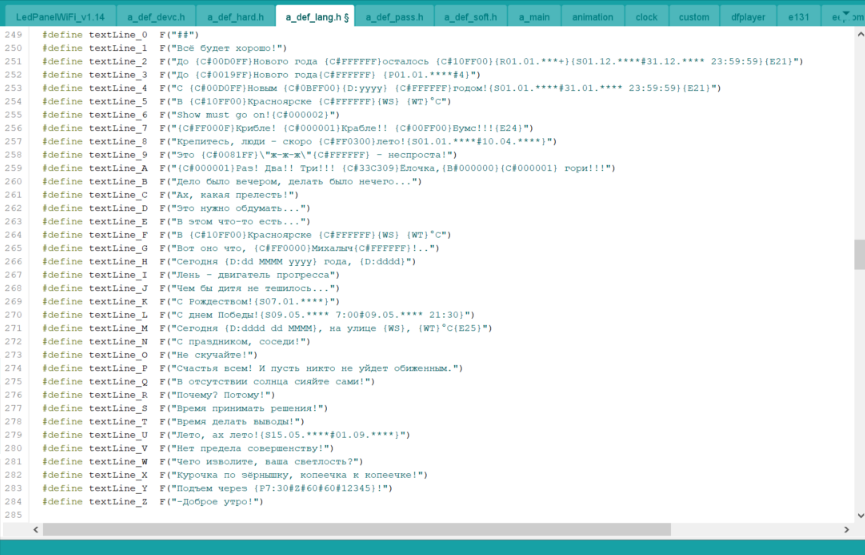 LedPanelWiFi_v1.14 a_def_devc.h a_def_hard.h a_def_lang.h § a_def_pass.h a_def_soft.h a_main animation clock custom dfplayer e131
249 #define textLine_0 F("##")
250 #define textLine_1 F("Всё будет хорошо!")
251 #define textLine_2 F("До {C#00D0FF}Нового года {C#FFFFFF}осталось {C#10FF00}{R01.01.***+}{S01.12.****#31.12.**** 23:59:59}{E21}")
252 #define textLine_3 F("До {C#0019FF}Нового года{C#FFFFFF} {P01.01.****#4}")
253 #define textLine_4 F("С {C#00D0FF}Новым {C#0BFF00}{D:yyyy} {C#FFFFFF}годом!{S01.01.****#31.01.**** 23:59:59}{E21}")
254 #define textLine_5 F("В {C#10FF00}Красноярске {C#FFFFFF}{WS} {WT}°C")
255 #define textLine_6 F("Show must go on!{C#000002}")
256 #define textLine_7 F("{C#FF000F}Крибле! {C#000001}Крабле!! {C#00FF00}Бумс!!!{E24}")
257 #define textLine_8 F("Крепитесь, люди - скоро {C#FF0300}лето!{S01.01.****#10.04.****}")
258 #define textLine_9 F("Это {C#0081FF}\"ж-ж-ж\"{C#FFFFFF} - неспроста!")
259 #define textLine_A F("{C#000001}Раз! Два!! Три!!! {C#33C309}Ёлочка,{B#000000}{C#000001} гори!!!")
260 #define textLine_B F("Дело было вечером, делать было нечего...")
261 #define textLine_C F("Ах, какая прелесть!")
262 #define textLine_D F("Это нужно обдумать...")
263 #define textLine_E F("В этом что-то есть...")
264 #define textLine_F F("В {C#10FF00}Красноярске {C#FFFFFF}{WS} {WT}°C")
265 #define textLine_G F("Вот оно что, {C#FF0000}Михалыч{C#FFFFFF}!..")
266 #define textLine_H F("Сегодня {D:dd MMMM yyyy} года, {D:dddd}")
267 #define textLine_I F("Лень - двигатель прогресса")
268 #define textLine_J F("Чем бы дитя не тешилось...")
269 #define textLine_K F("С Рождеством!{S07.01.****}")
270 #define textLine_L F("С днем Победы!{S09.05.**** 7:00#09.05.**** 21:30}")
271 #define textLine_M F("Сегодня {D:dddd dd MMMM}, на улице {WS}, {WT}°C{E25}")
272 #define textLine_N F("С праздником, соседи!")
273 #define textLine_O F("Не скучайте!")
274 #define textLine_P F("Счастья всем! И пусть никто не уйдет обиженным.")
275 #define textLine_Q F("В отсутствии солнца сияйте сами!")
276 #define textLine_R F("Почему? Потому!")
277 #define textLine_S F("Время принимать решения!")
278 #define textLine_T F("Время делать выводы!")
279 #define textLine_U F("Лето, ах лето!{S15.05.****#01.09.****}")
280 #define textLine_V F("Нет предела совершенству!")
281 #define textLine_W F("Чего изволите, ваша светлость?")
282 #define textLine_X F("Курочка по зёрнышку, копеечка к копеечке!")
283 #define textLine_Y F("Подъем через {P7:30#Z#60#60#12345}!")
284 #define textLine_Z F("-Доброе утро!")
285